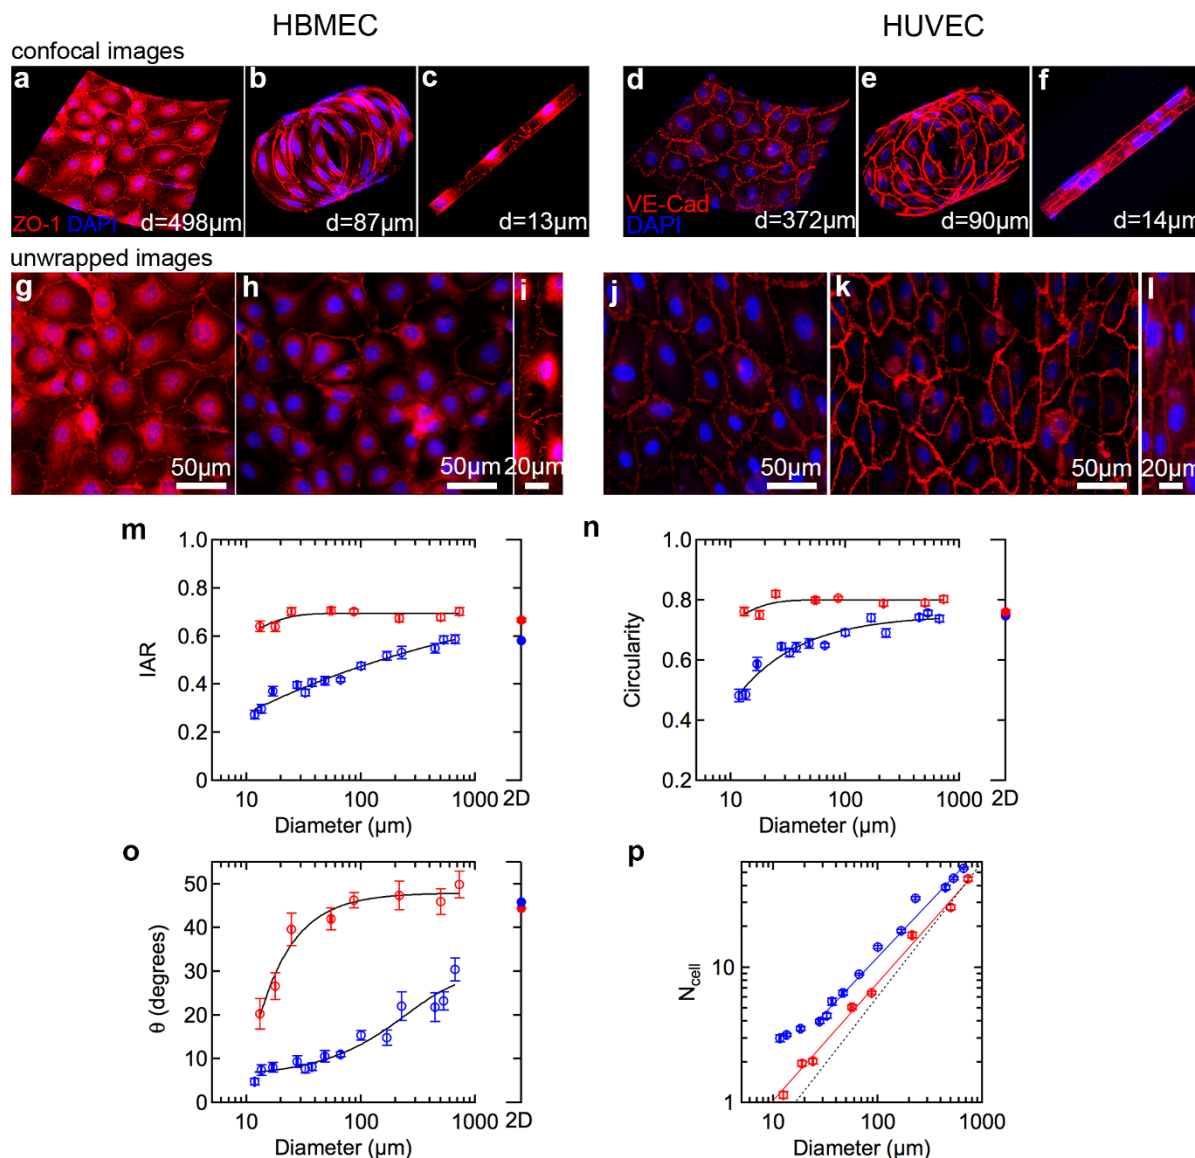 HBMEC HUVEC
confocal images
a b c d e f
ZO-1 DAPI d=498µm d=87µm d=13µm VE-Cad DAPI d=372µm d=90µm d=14µm
unwrapped images
g h i j k l
50µm 50µm 20µm 50µm 50µm 20µm
m
1.0
0.8
0.6
0.4
0.2
0
IAR
10 100 1000 2D
Diameter (µm)
n
1.0
0.8
0.6
0.4
0.2
Circularity
10 100 1000 2D
Diameter (µm)
o
50
40
30
20
10
0
θ (degrees)
10 100 1000 2D
Diameter (µm)
p
10
1
Ncell
10 100 1000
Diameter (µm)